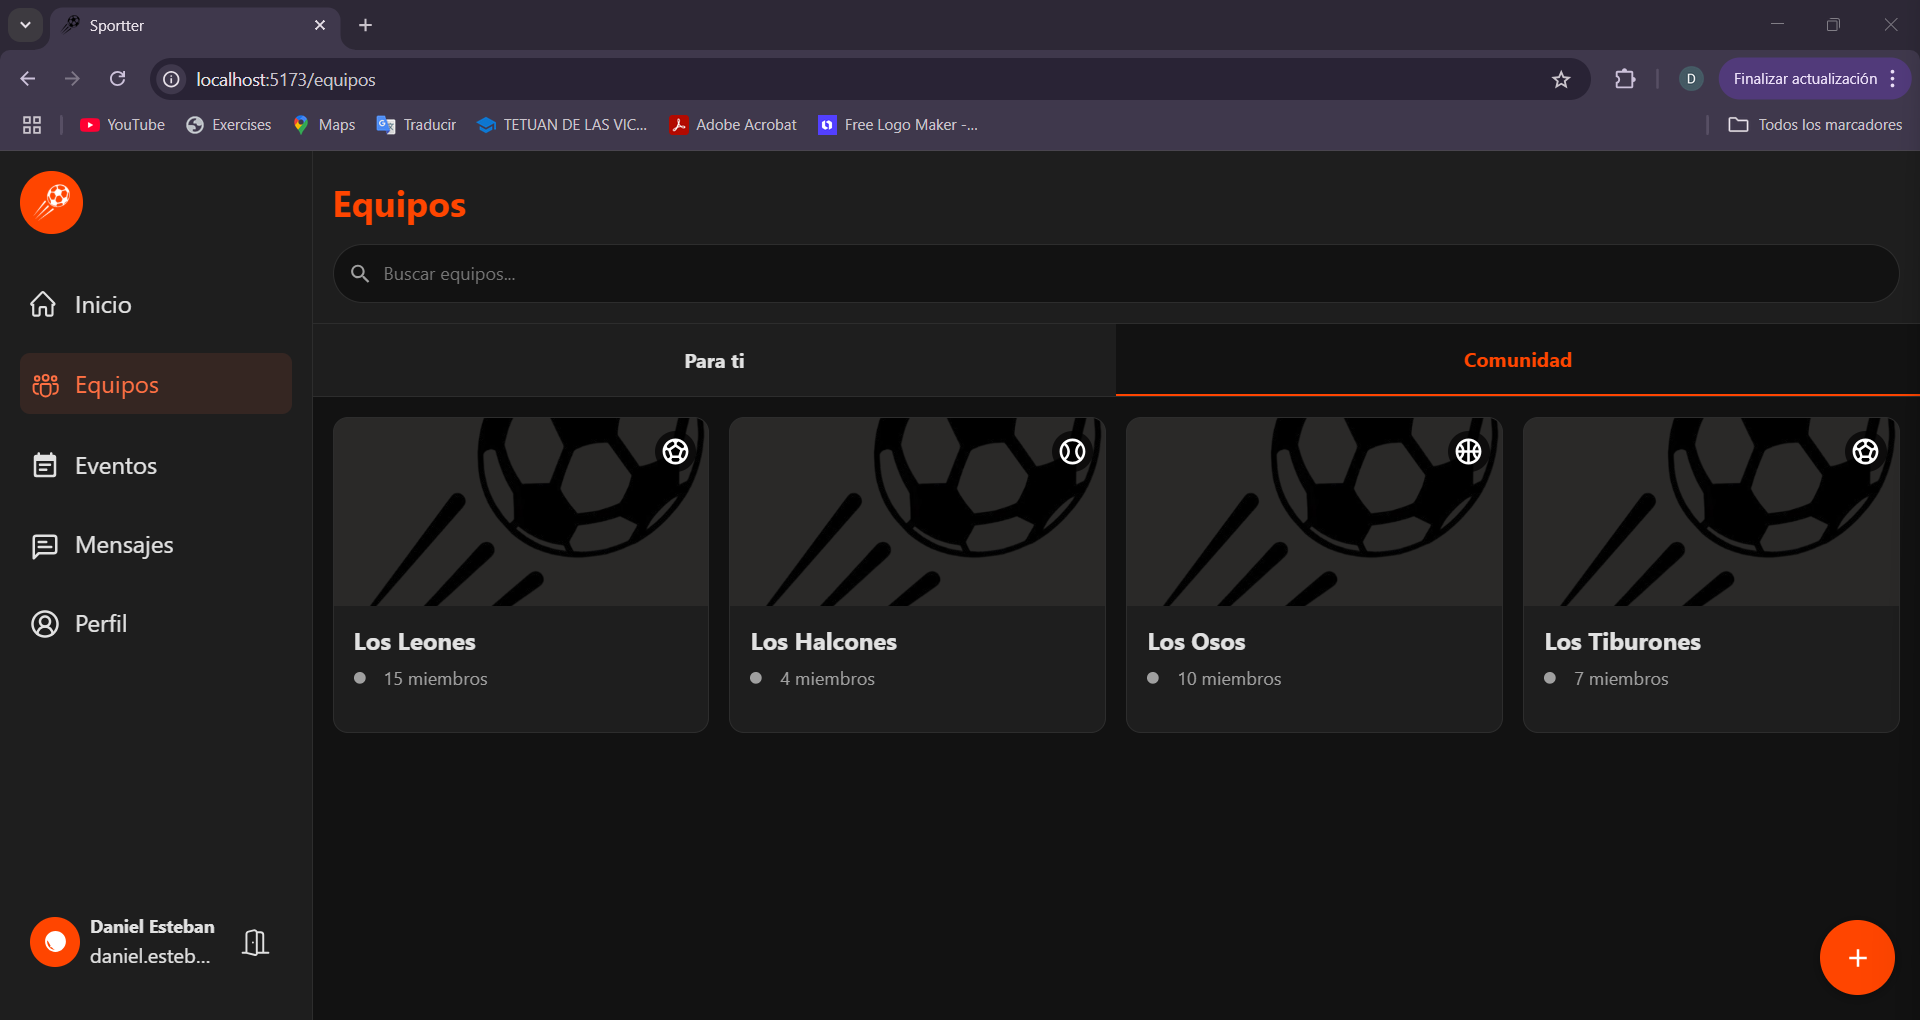 Sportter
localhost:5173/equipos
D
Finalizar actualización
YouTube
Exercises
Maps
Traducir
TETUAN DE LAS VIC...
Adobe Acrobat
Free Logo Maker -...
Todos los marcadores
Inicio
Equipos
Eventos
Mensajes
Perfil
Daniel Esteban
daniel.esteb...
Equipos
Buscar equipos...
Para ti
Comunidad
Los Leones
15 miembros
Los Halcones
4 miembros
Los Osos
10 miembros
Los Tiburones
7 miembros